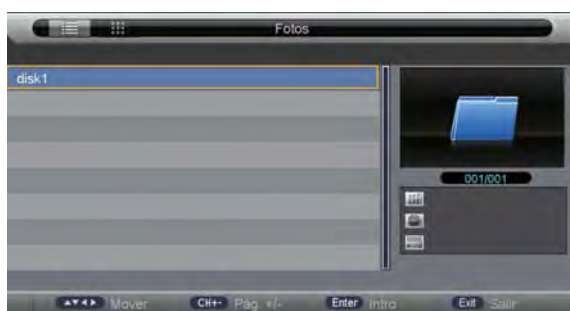 Fotos
disk1
001/001
▲▼◄► Mover CH+- Pág. +/- Enter Intro Exit Salir